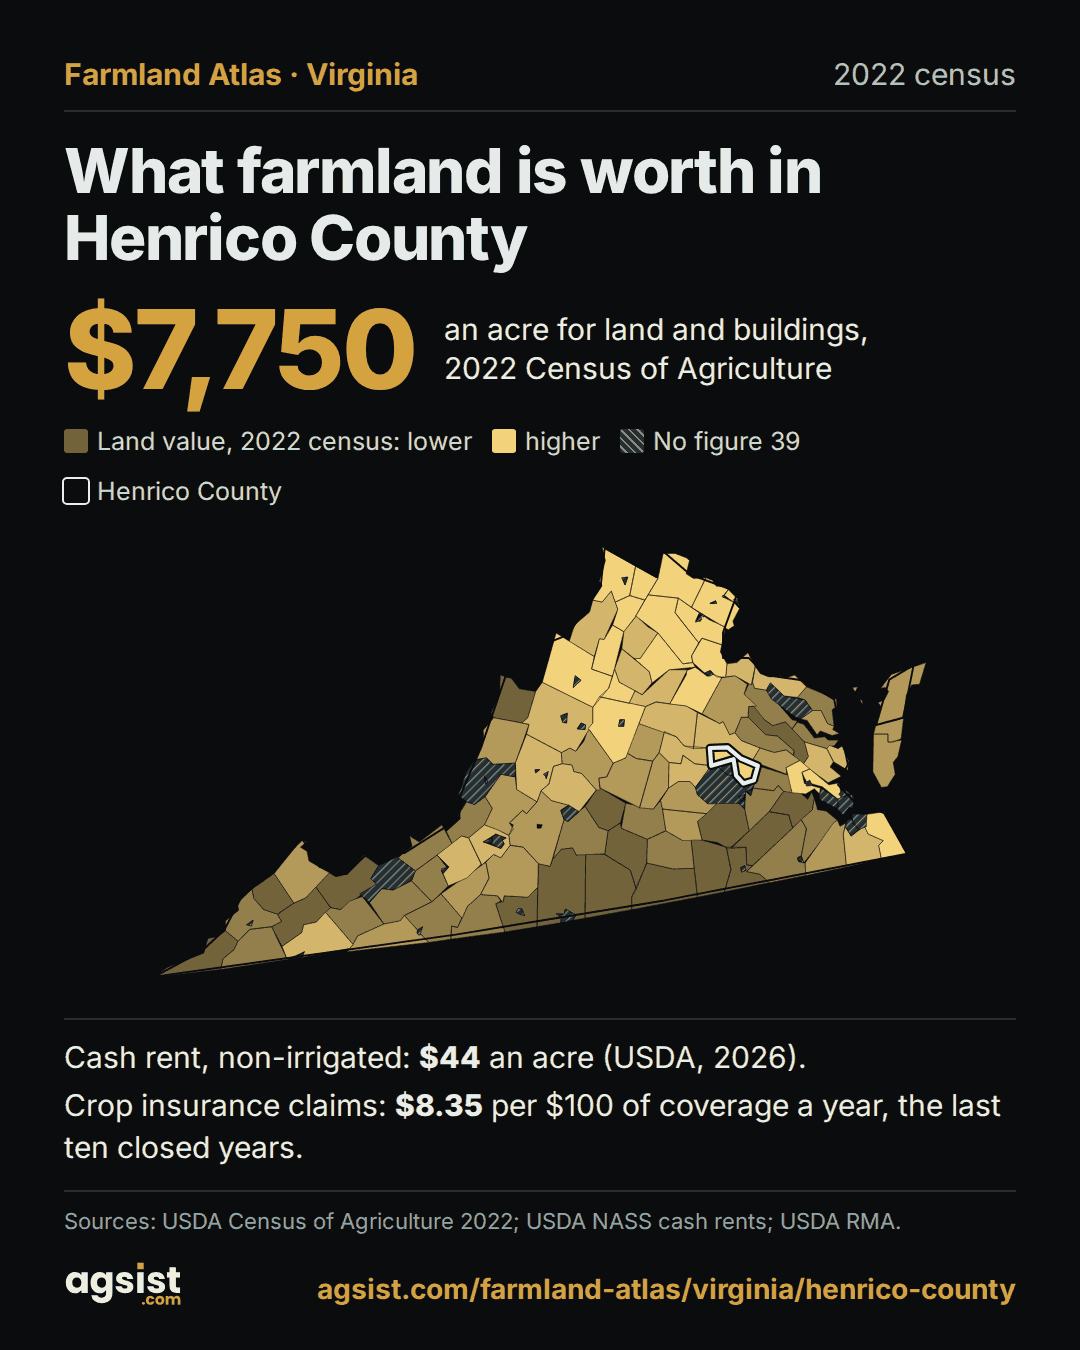 Farmland Atlas · Virginia
2022 census
What farmland is worth in
Henrico County
$7,750
an acre for land and buildings,
2022 Census of Agriculture
Land value, 2022 census: lower
higher
No figure 39
Henrico County
Cash rent, non-irrigated: $44 an acre (USDA, 2026).
Crop insurance claims: $8.35 per $100 of coverage a year, the last
ten closed years.
Sources: USDA Census of Agriculture 2022; USDA NASS cash rents; USDA RMA.
agsist
.com
agsist.com/farmland-atlas/virginia/henrico-county